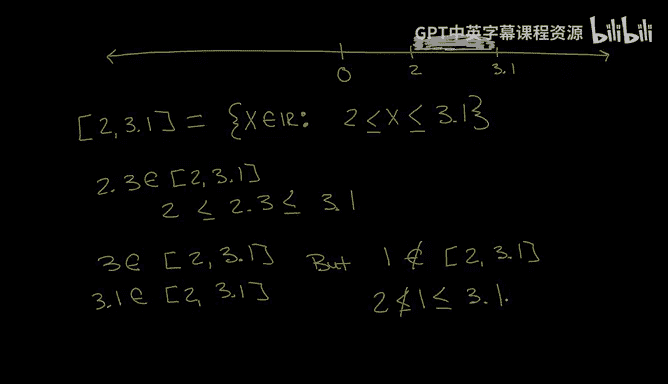 GPT中英字幕课程资源 bilibili
0 2 3.1
[2,3.1] = {x∈ℝ: 2≤x≤3.1}
2.3∈ [2,3.1]
2 ≤ 2.3 ≤ 3.1
3∈ [2,3.1] But 1∉ [2,3.1]
3.1∈ [2,3.1] 2≰1≤ 3.1.